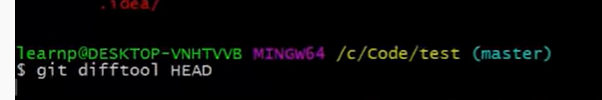 .idea/
learnp@DESKTOP-VNHTVVB MINGW64 /c/Code/test (master)
$ git difftool HEAD